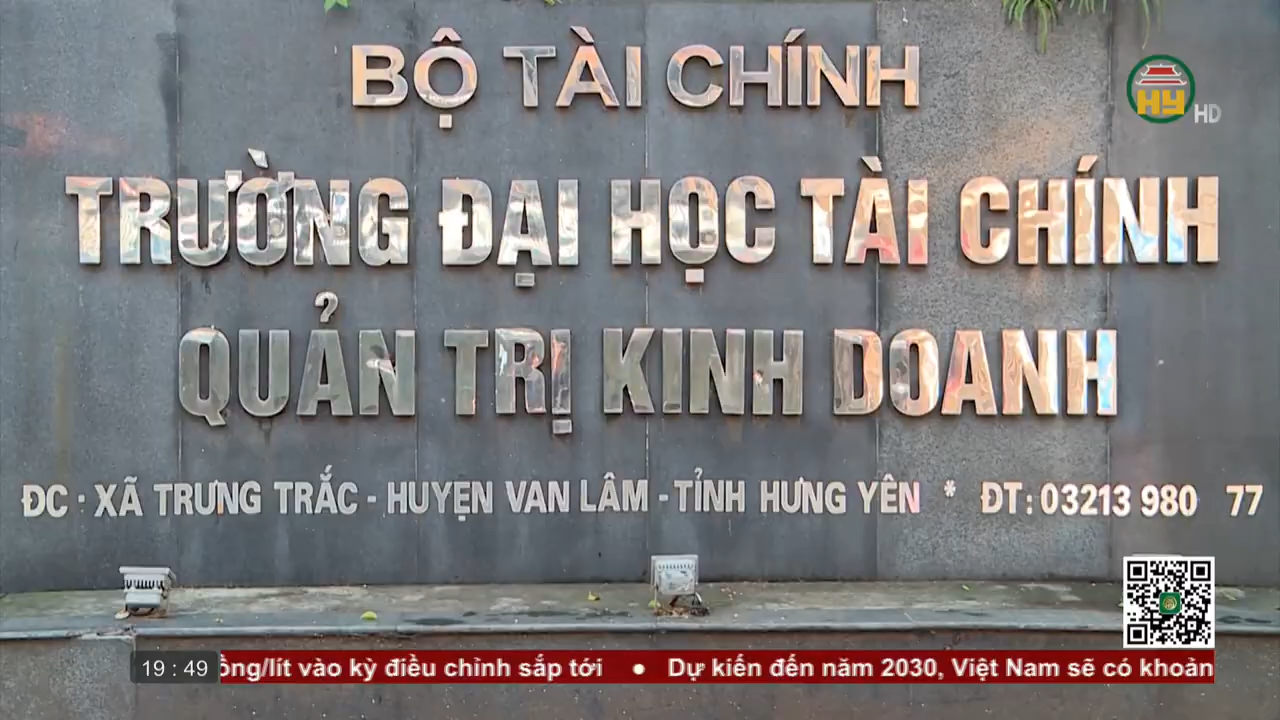 BỘ TÀI CHÍNH
HY HD
TRƯỜNG ĐẠI HỌC TÀI CHÍNH
QUẢN TRỊ KINH DOANH
ĐC : XÃ TRƯNG TRẮC - HUYỆN VAN LÂM - TỈNH HƯNG YÊN * ĐT: 03213 980 77
19 : 49 ồng/lít vào kỳ điều chỉnh sắp tới ● Dự kiến đến năm 2030, Việt Nam sẽ có khoản